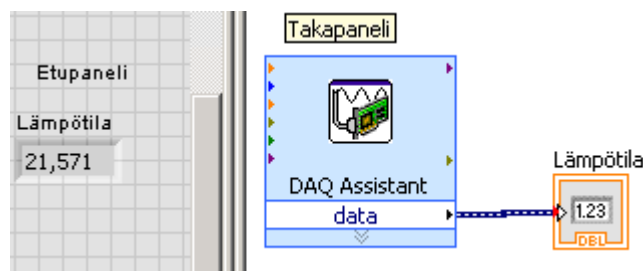 Etupaneli
Lämpötila
21,571
Takapaneli
DAQ Assistant
data
Lämpötila
1.23
DBL